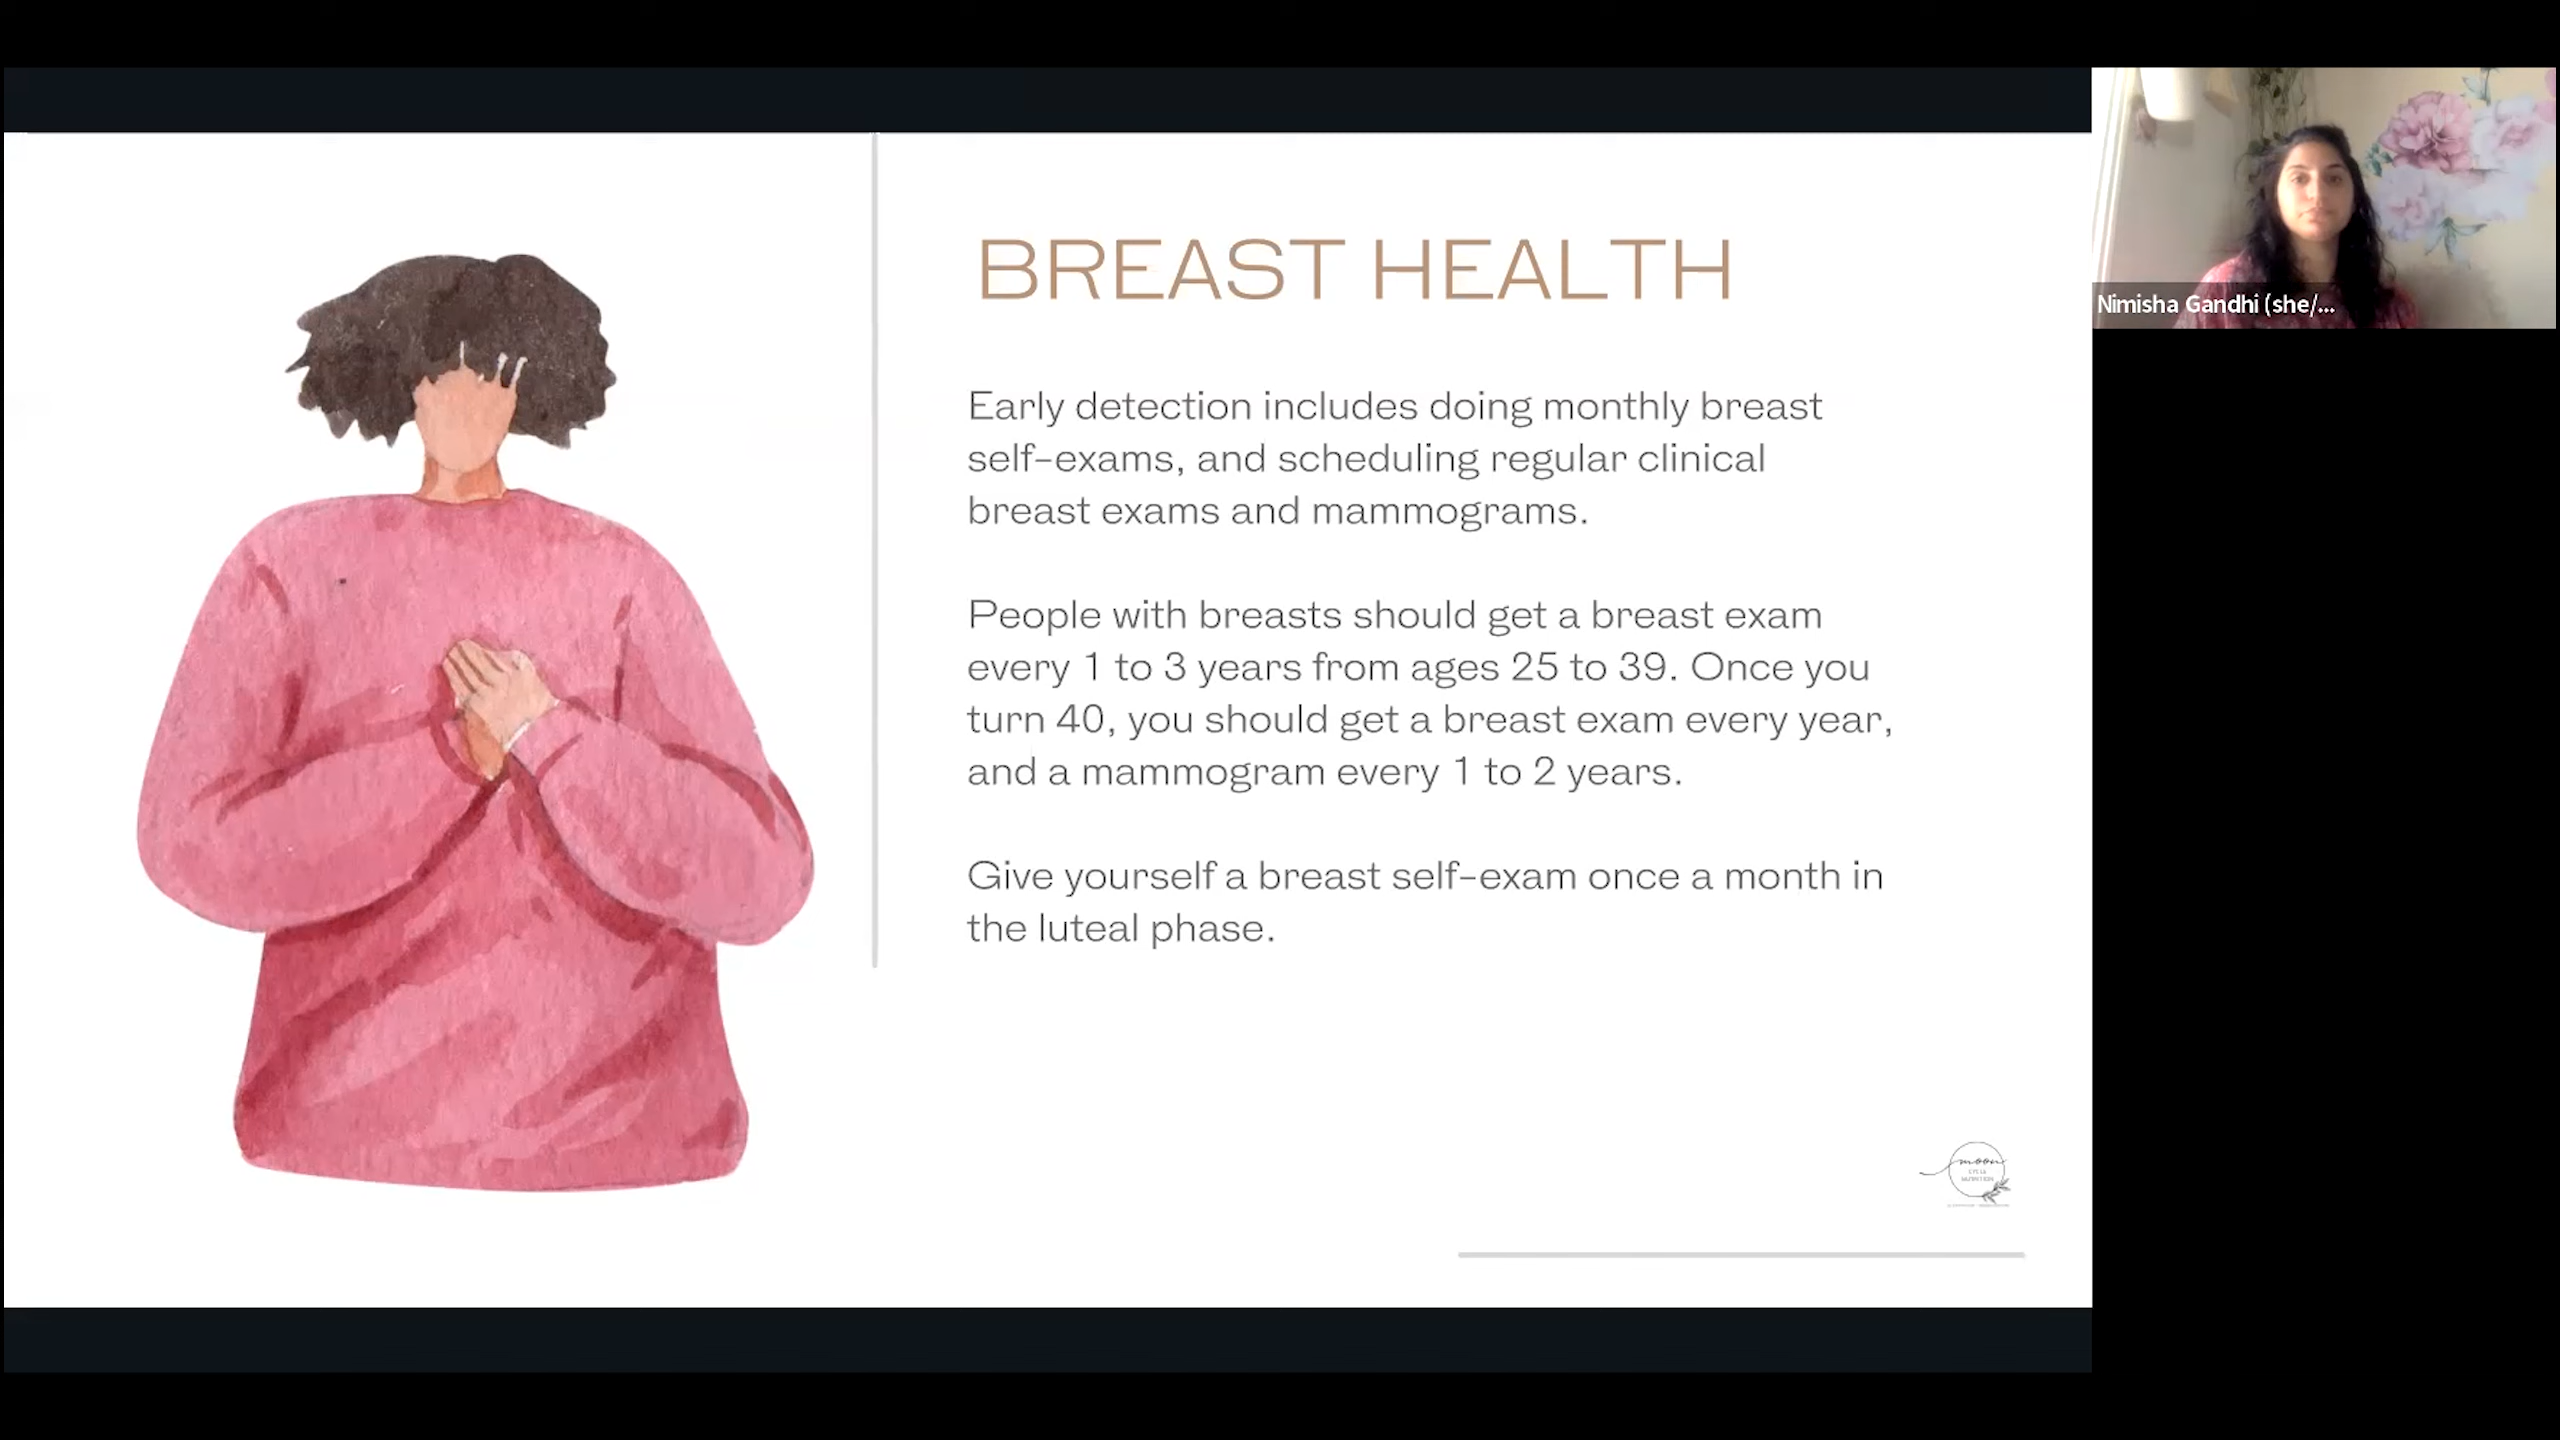 BREAST HEALTH
Early detection includes doing monthly breast
self-exams, and scheduling regular clinical
breast exams and mammograms.
People with breasts should get a breast exam
every 1 to 3 years from ages 25 to 39. Once you
turn 40, you should get a breast exam every year,
and a mammogram every 1 to 2 years.
Give yourself a breast self-exam once a month in
the luteal phase.
Nimisha Gandhi (she/...
moon
CYCLE
NUTRITION